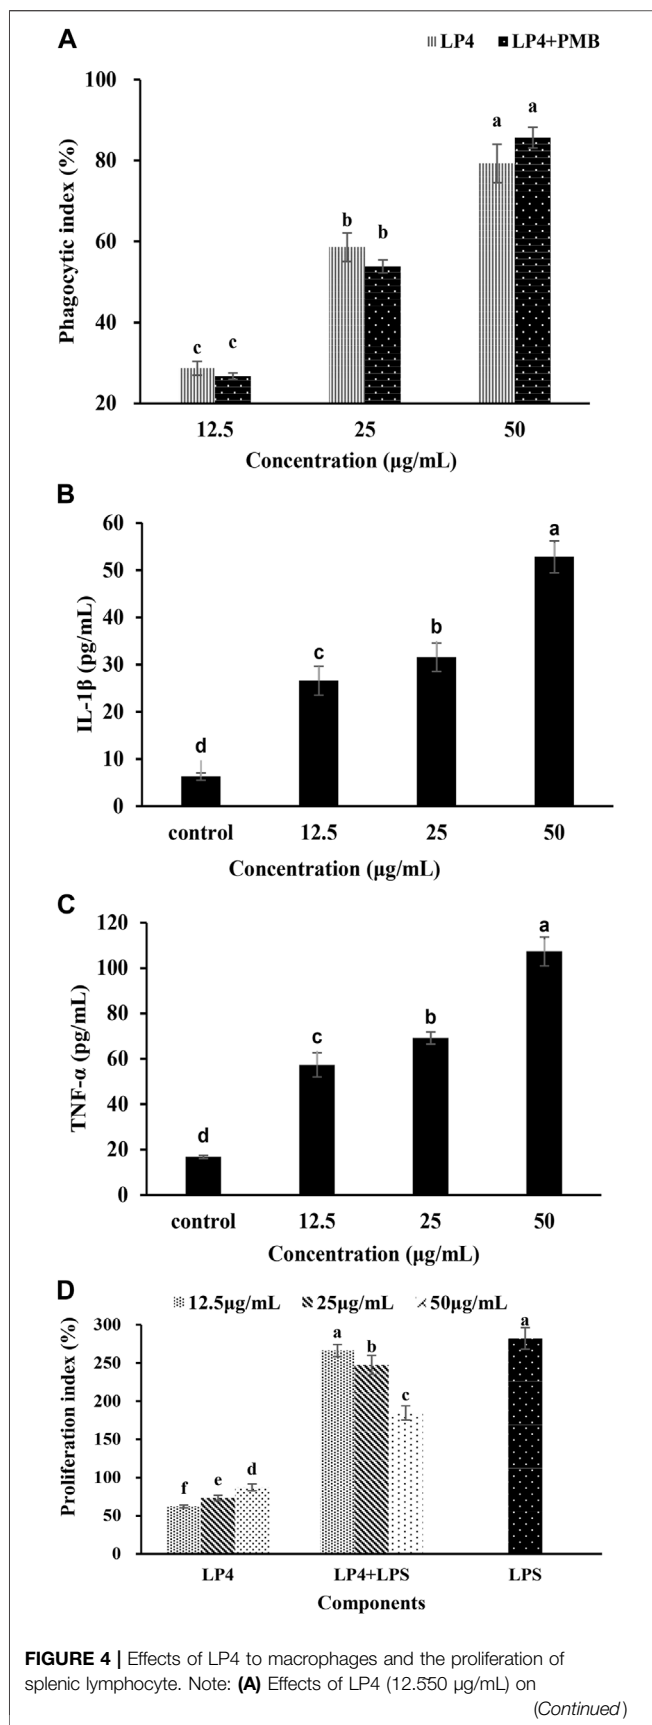 A
LP4 LP4+PMB
Phagocytic index (%)
100
80
60
40
20
c c b b a a
12.5 25 50
Concentration (μg/mL)
B
IL-1β (pg/mL)
60
50
40
30
20
10
0
d c b a
control 12.5 25 50
Concentration (μg/mL)
C
TNF-α (pg/mL)
120
100
80
60
40
20
0
d c b a
control 12.5 25 50
Concentration (μg/mL)
D
12.5μg/mL 25μg/mL 50μg/mL
Proliferation index (%)
300
250
200
150
100
50
0
f e d a b c a
LP4 LP4+LPS LPS
Components
FIGURE 4 | Effects of LP4 to macrophages and the proliferation of
splenic lymphocyte. Note: (A) Effects of LP4 (12.5̃50 μg/mL) on
(Continued)